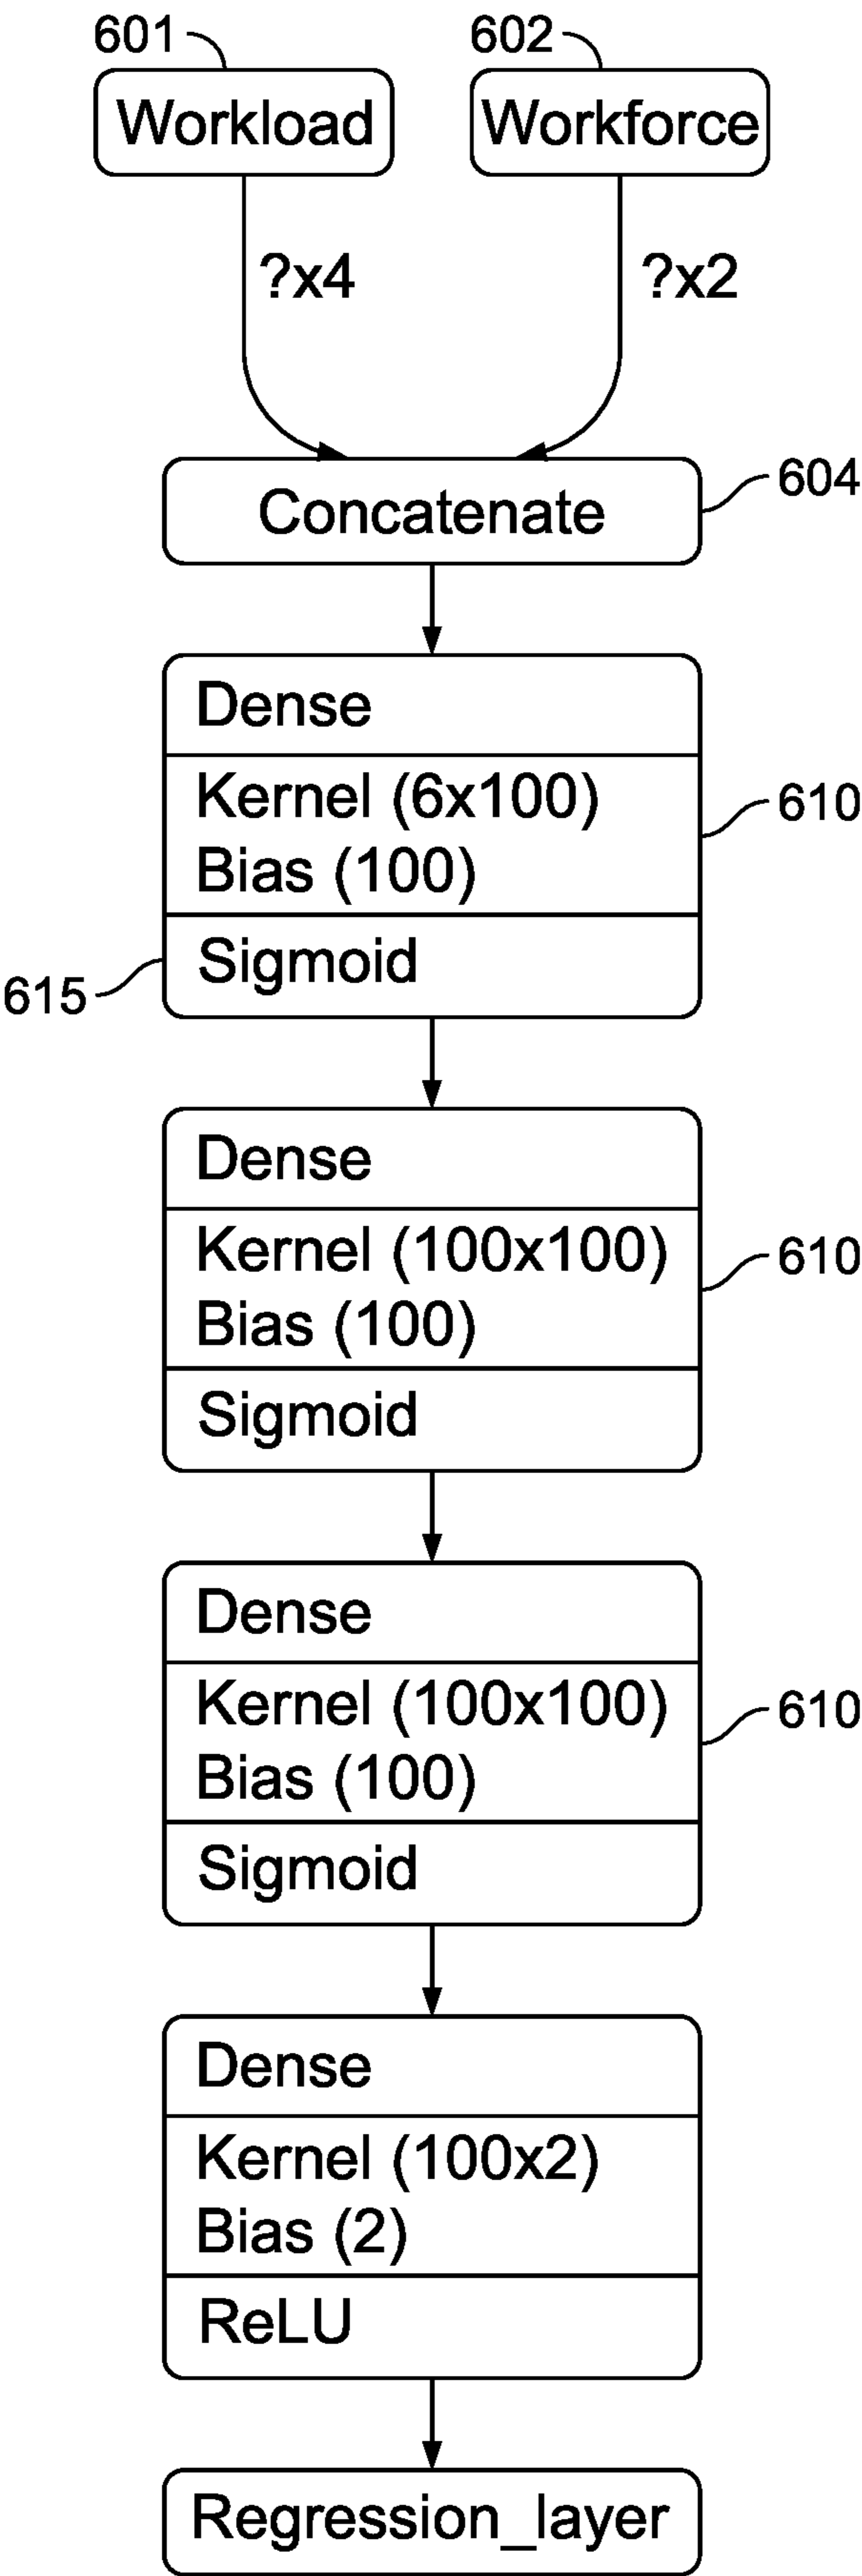 601
602
Workload
Workforce
?x4
?x2
Concatenate
604
Dense
Kernel (6x100)
Bias (100)
610
Sigmoid
615
Dense
Kernel (100x100)
Bias (100)
610
Sigmoid
Dense
Kernel (100x100)
Bias (100)
610
Sigmoid
Dense
Kernel (100x2)
Bias (2)
ReLU
Regression_layer